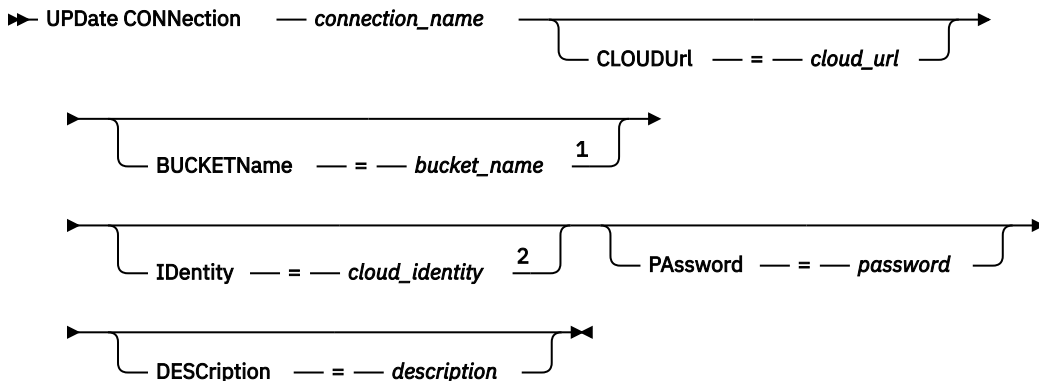 UPDate CONNection connection_name
CLOUDUrl = cloud_url
BUCKETName = bucket_name 1
IDentity = cloud_identity 2 PAssword = password
DESCription = description